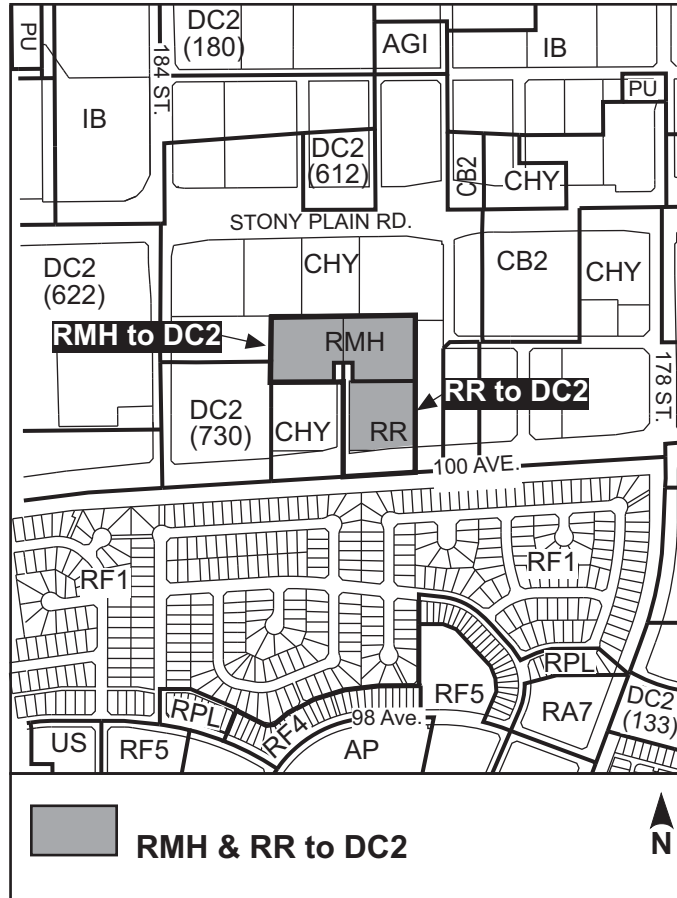 PU
184 ST.
DC2
(180)
AGI
IB
IB
PU
DC2
(612)
CB2
CHY
STONY PLAIN RD.
DC2
(622)
CHY
CB2
CHY
RMH to DC2
RMH
RR to DC2
178 ST.
DC2
(730)
CHY
RR
100 AVE.
RF1
RF1
RPL
RF5
RPL
RF4
98 Ave.
RA7
DC2
(133)
US
RF5
AP
RMH & RR to DC2
N